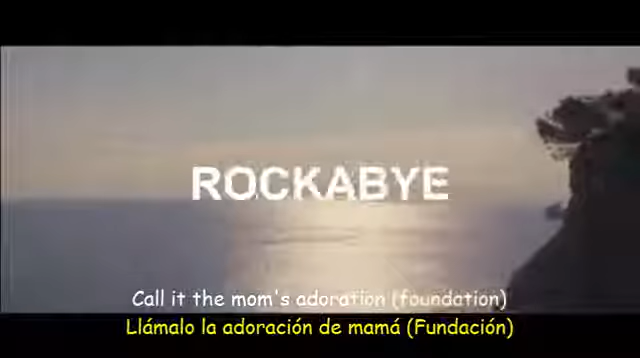 ROCKABYE
Call it the mom's adoration (foundation)
Llámalo la adoración de mamá (Fundación)